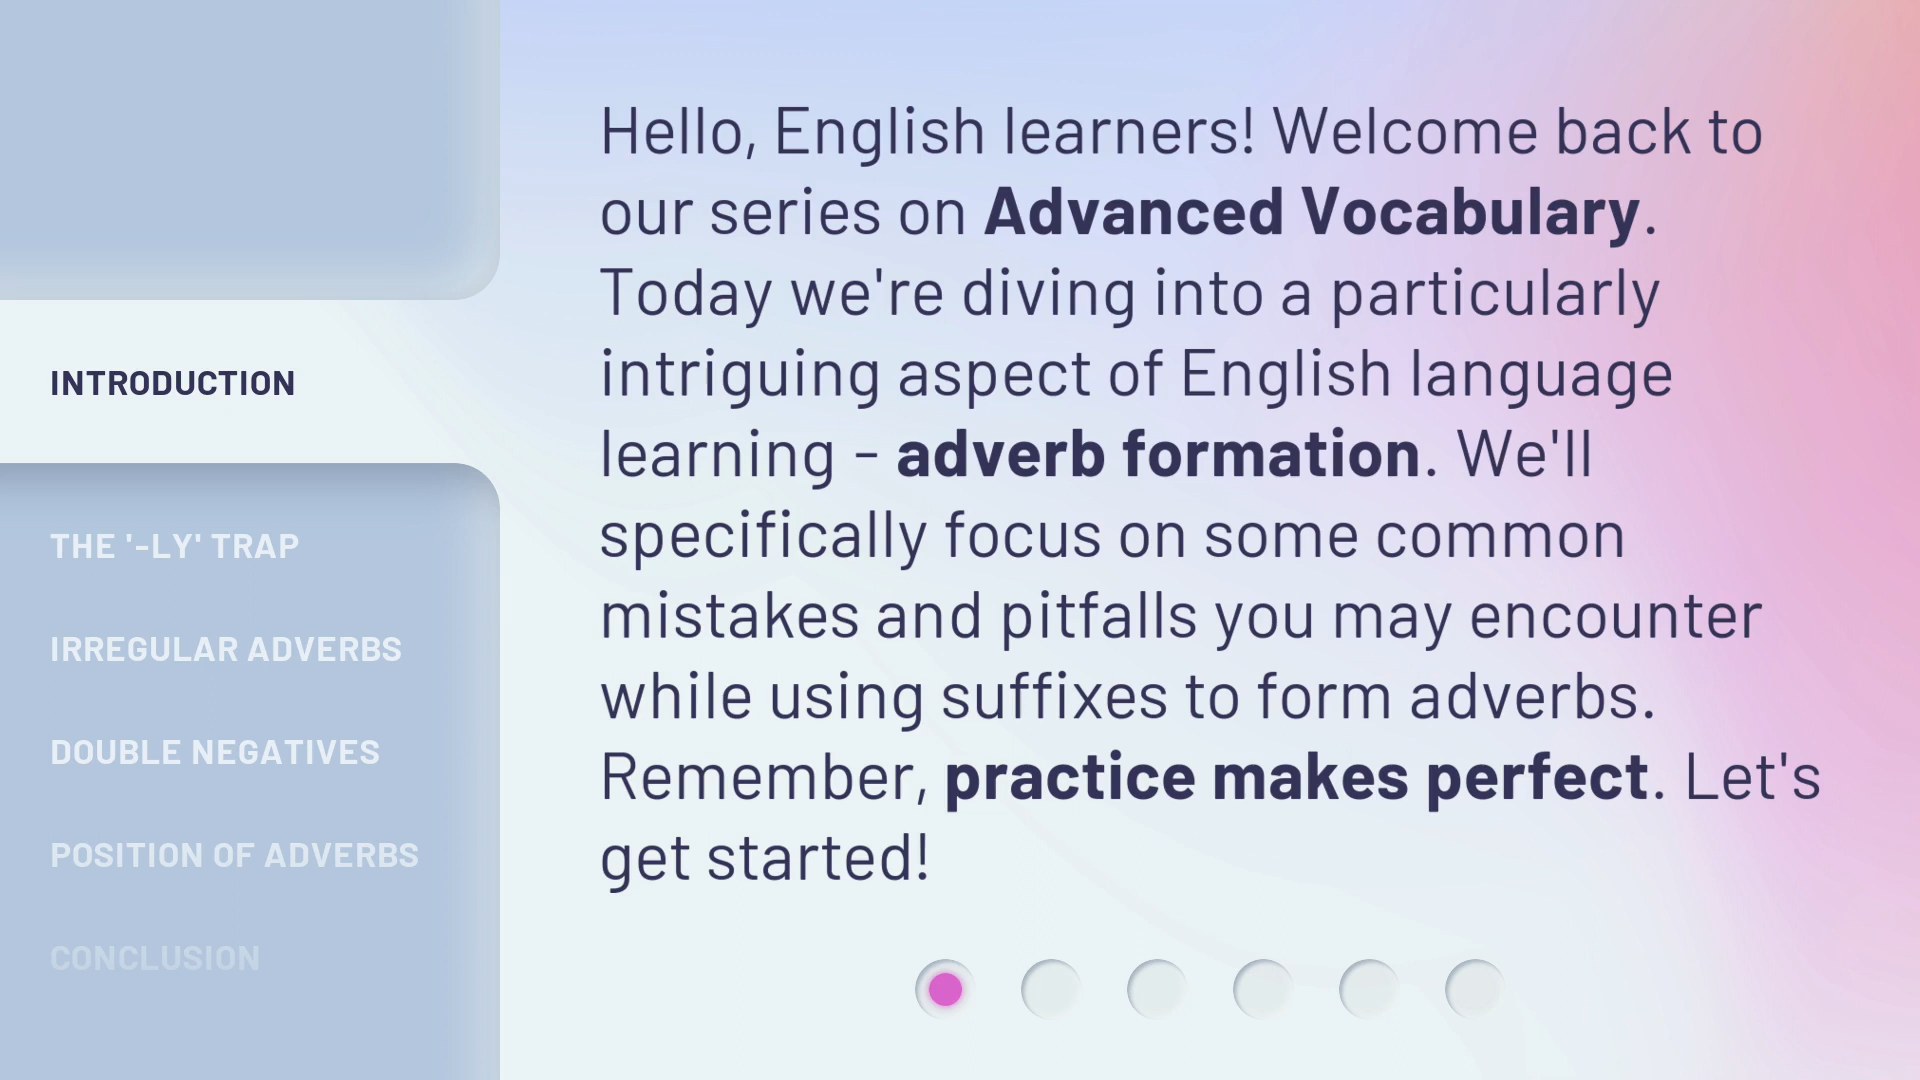 INTRODUCTION
THE '-LY' TRAP
IRREGULAR ADVERBS
DOUBLE NEGATIVES
POSITION OF ADVERBS
CONCLUSION
Hello, English learners! Welcome back to
our series on Advanced Vocabulary.
Today we're diving into a particularly
intriguing aspect of English language
learning - adverb formation. We'll
specifically focus on some common
mistakes and pitfalls you may encounter
while using suffixes to form adverbs.
Remember, practice makes perfect. Let's
get started!